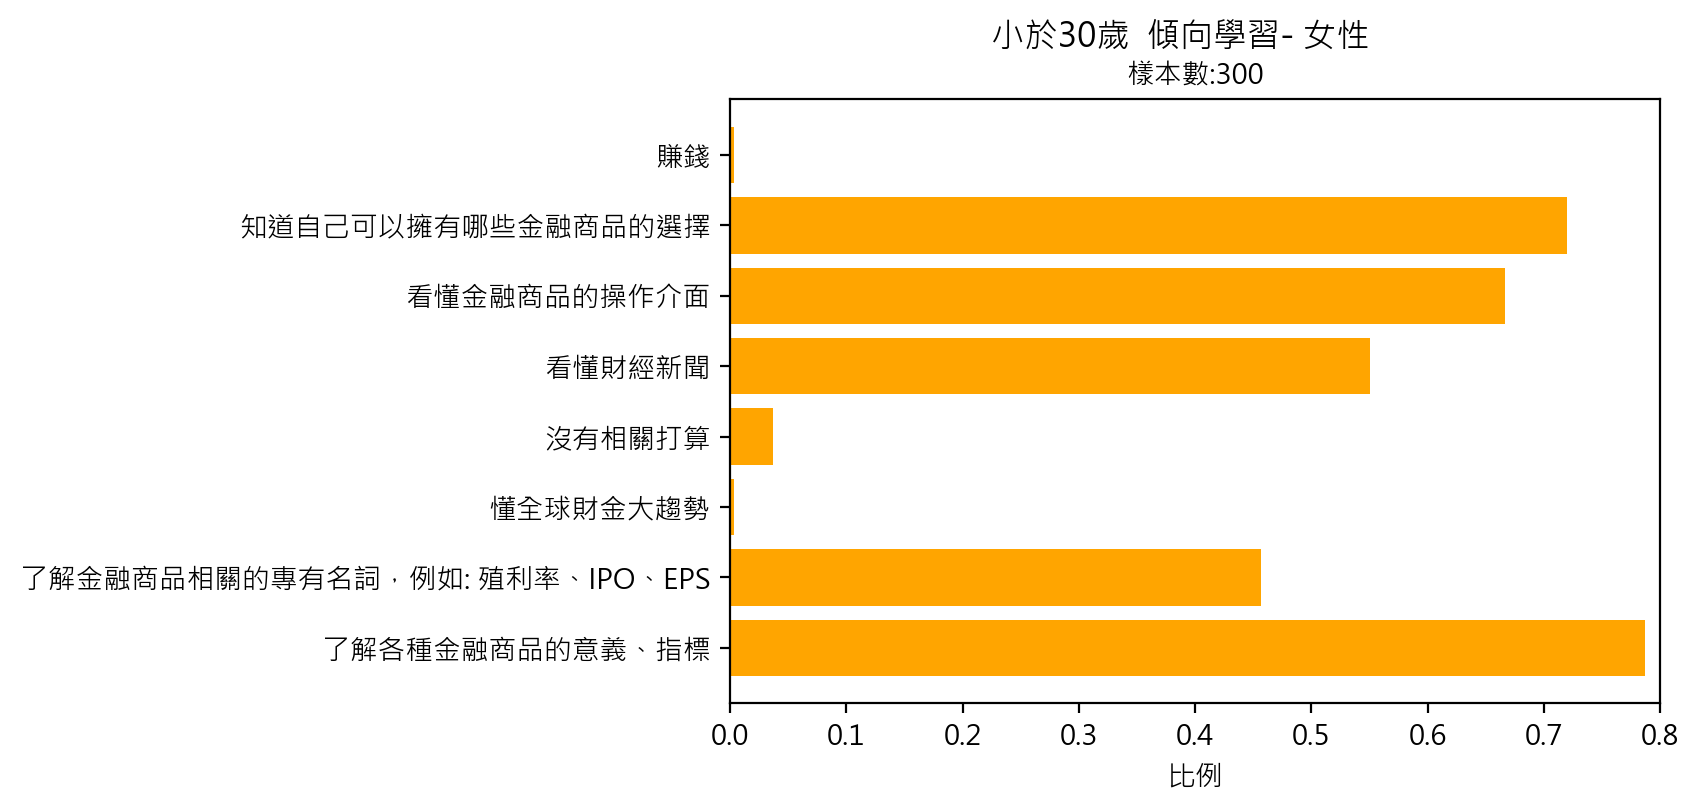 小於30歲 傾向學習- 女性
樣本數:300
賺錢
知道自己可以擁有哪些金融商品的選擇
看懂金融商品的操作介面
看懂財經新聞
沒有相關打算
懂全球財金大趨勢
了解金融商品相關的專有名詞，例如: 殖利率、IPO、EPS
了解各種金融商品的意義、指標
0.0 0.1 0.2 0.3 0.4 0.5 0.6 0.7 0.8
比例